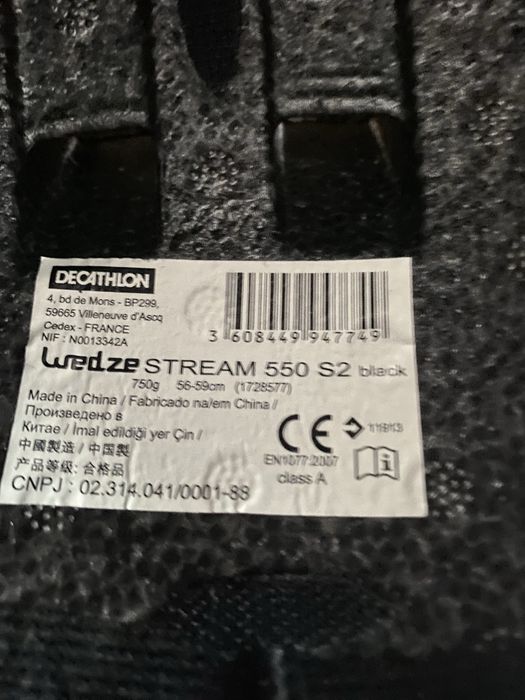 DECATHLON
4, bd de Mons - BP299,
59665 Villeneuve d'Ascq
Cedex - FRANCE
NIF : N0013342A
3 608449 947749
Wedze STREAM 550 S2 black
750g 56-59cm (1728577)
Made in China / Fabricado na/em China /
Произведено в
Китае / Imal edildiği yer Çin /
中國製造 / 中国製
产品等级: 合格品
CNPJ : 02.314.041/0001-88
CE
EN1077:2007
class A
i